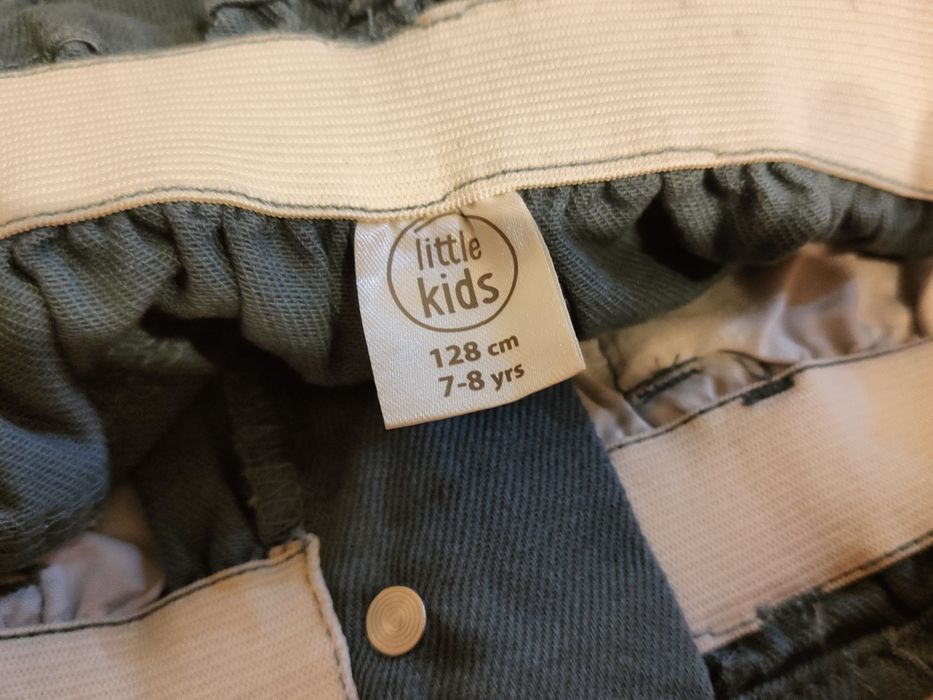 little
kids
128 cm
7-8 yrs